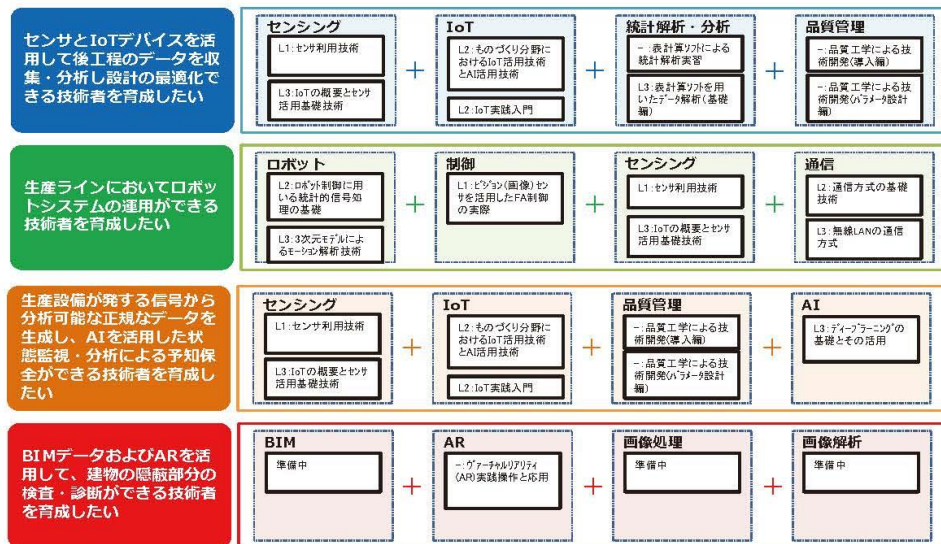 センサとIoTデバイスを活
用して後工程のデータを収
集・分析し設計の最適化で
きる技術者を育成したい
センシング
L1:センサ利用技術
L3:IoTの概要とセンサ
活用基礎技術
+
IoT
L2:ものづくり分野に
おけるIoT活用技術
とAI活用技術
L2:IoT実践入門
+
統計解析・分析
-:表計算ソフトによる
統計解析実習
L3:表計算ソフトを用
いたデータ解析(基礎
編)
+
品質管理
-:品質工学による技
術開発(導入編)
-:品質工学による技
術開発(パラメータ設計
編)
生産ラインにおいてロボッ
トシステムの運用ができる
技術者を育成したい
ロボット
L2:ロボット制御に用
いる統計的信号処
理の基礎
L3:3次元モデルによ
るモーション解析技術
+
制御
L1:ビジョン(画像)セン
サを活用したFA制御
の実際
+
センシング
L1:センサ利用技術
L3:IoTの概要とセンサ
活用基礎技術
+
通信
L2:通信方式の基礎
技術
L3:無線LANの通信
方式
生産設備が発する信号から
分析可能な正規なデータを
生成し、AIを活用した状
態監視・分析による予知保
全ができる技術者を育成し
たい
センシング
L1:センサ利用技術
L3:IoTの概要とセンサ
活用基礎技術
+
IoT
L2:ものづくり分野に
おけるIoT活用技術
とAI活用技術
L2:IoT実践入門
+
品質管理
-:品質工学による技
術開発(導入編)
-:品質工学による技
術開発(パラメータ設計
編)
+
AI
L3:ディープラーニングの
基礎とその活用
BIMデータおよびARを活
用して、建物の隠蔽部分の
検査・診断ができる技術者
を育成したい
BIM
準備中
+
AR
-:ヴァーチャルリアリティ
(AR)実践操作と応用
+
画像処理
準備中
+
画像解析
準備中